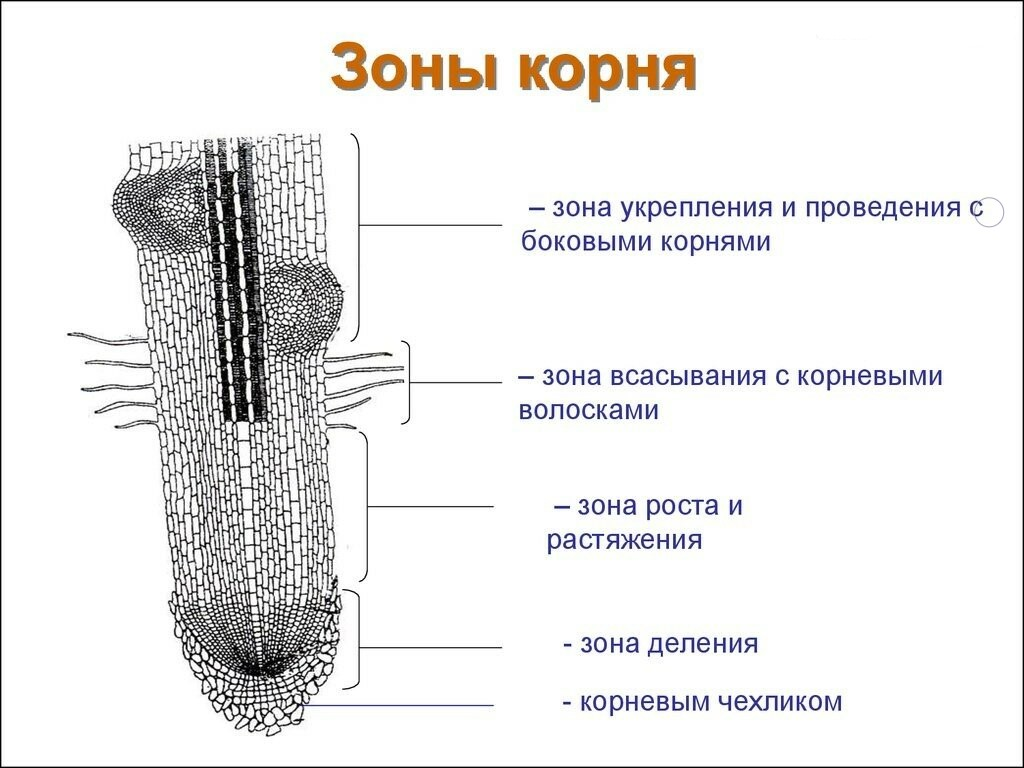 Зоны корня
– зона укрепления и проведения с
боковыми корнями
– зона всасывания с корневыми
волосками
– зона роста и
растяжения
- зона деления
- корневым чехликом